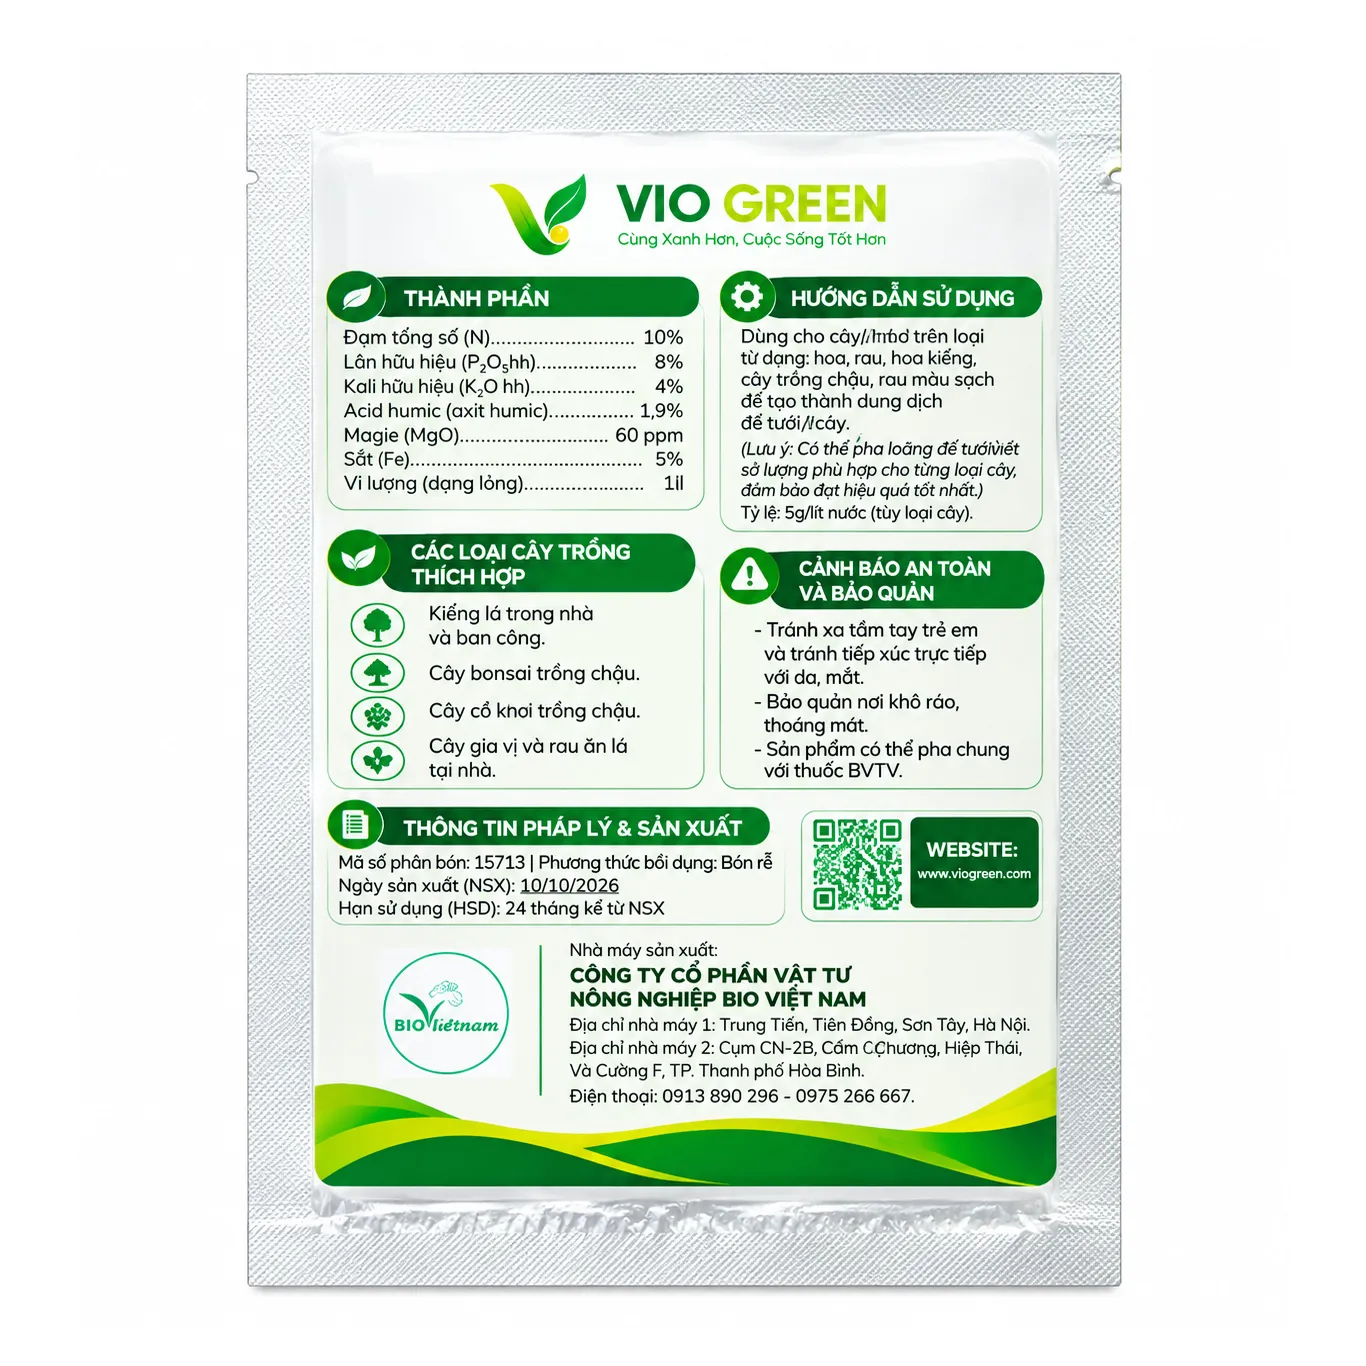 VIO GREEN
Cùng Xanh Hơn, Cuộc Sống Tốt Hơn
THÀNH PHẦN
Đạm tổng số (N)........................... 10%
Lân hữu hiệu (P₂O₅hh)................... 8%
Kali hữu hiệu (K₂O hh).................... 4%
Acid humic (axit humic)................ 1,9%
Magie (MgO)............................ 60 ppm
Sắt (Fe)........................................... 5%
Vi lượng (dạng lỏng)....................... 1il
CÁC LOẠI CÂY TRỒNG
THÍCH HỢP
Kiếng lá trong nhà
và ban công.
Cây bonsai trồng chậu.
Cây cổ khơi trồng chậu.
Cây gia vị và rau ăn lá
tại nhà.
HƯỚNG DẪN SỬ DỤNG
Dùng cho trên loại
từ dạng: hoa, rau, hoa kiếng,
cây trồng chậu, rau màu sạch
để tạo thành dung dịch
để
(Lưu ý: Có thể pha loãng để
sở lượng phù hợp cho từng loại cây,
đảm bảo đạt hiệu quả tốt nhất.)
Tỷ lệ: 5g/lít nước (tùy loại cây).
CẢNH BÁO AN TOÀN
VÀ BẢO QUẢN
- Tránh xa tầm tay trẻ em
và tránh tiếp xúc trực tiếp
với da, mắt.
- Bảo quản nơi khô ráo,
thoáng mát.
- Sản phẩm có thể pha chung
với thuốc BVTV.
THÔNG TIN PHÁP LÝ & SẢN XUẤT
Mã số phân bón: 15713 | Phương thức bồi dụng: Bón rễ
Ngày sản xuất (NSX): 10/10/2026
Hạn sử dụng (HSD): 24 tháng kể từ NSX
WEBSITE:
www.viogreen.com
BIO Việtnam
Nhà máy sản xuất:
CÔNG TY CỔ PHẦN VẬT TƯ
NÔNG NGHIỆP BIO VIỆT NAM
Địa chỉ nhà máy 1: Trung Tiến, Tiên Đồng, Sơn Tây, Hà Nội.
Địa chỉ nhà máy 2: Cụm CN-2B, Cẩm Hiệp Thái,
Và Cường F, TP. Thanh phố Hòa Bình.
Điện thoại: 0913 890 296 - 0975 266 667.